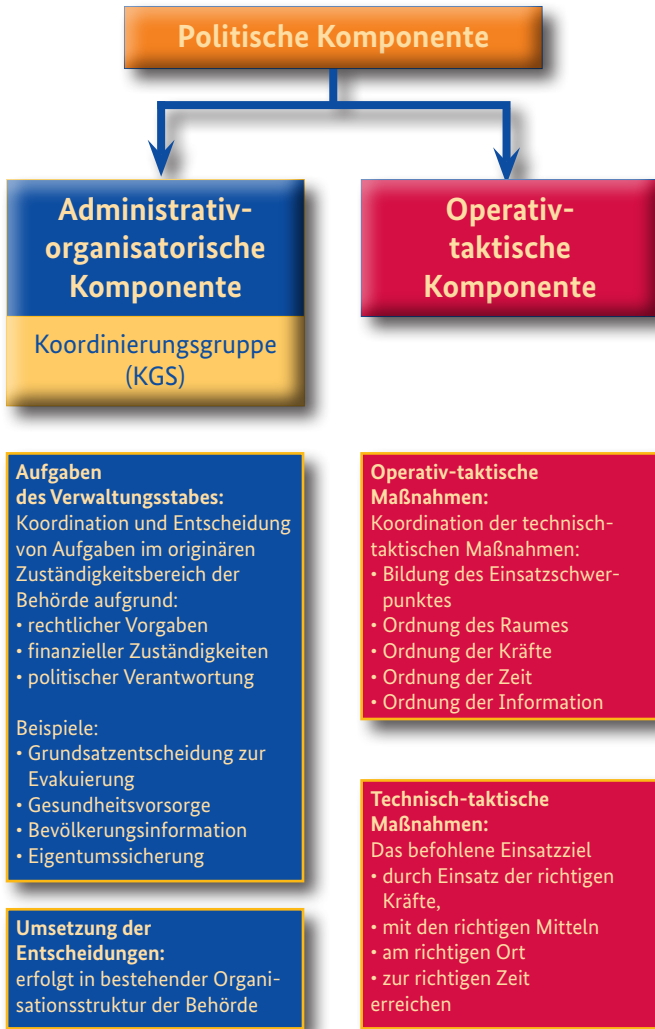 Politische Komponente
Administrativ-
organisatorische
Komponente
Koordinierungsgruppe
(KGS)
Operativ-
taktische
Komponente
Aufgaben
des Verwaltungsstabes:
Koordination und Entscheidung
von Aufgaben im originären
Zuständigkeitsbereich der
Behörde aufgrund:
• rechtlicher Vorgaben
• finanzieller Zuständigkeiten
• politischer Verantwortung
Beispiele:
• Grundsatzentscheidung zur
Evakuierung
• Gesundheitsvorsorge
• Bevölkerungsinformation
• Eigentumssicherung
Umsetzung der
Entscheidungen:
erfolgt in bestehender Organi-
sationsstruktur der Behörde
Operativ-taktische
Maßnahmen:
Koordination der technisch-
taktischen Maßnahmen:
• Bildung des Einsatzschwer-
punktes
• Ordnung des Raumes
• Ordnung der Kräfte
• Ordnung der Zeit
• Ordnung der Information
Technisch-taktische
Maßnahmen:
Das befohlene Einsatzziel
• durch Einsatz der richtigen
Kräfte,
• mit den richtigen Mitteln
• am richtigen Ort
• zur richtigen Zeit
erreichen